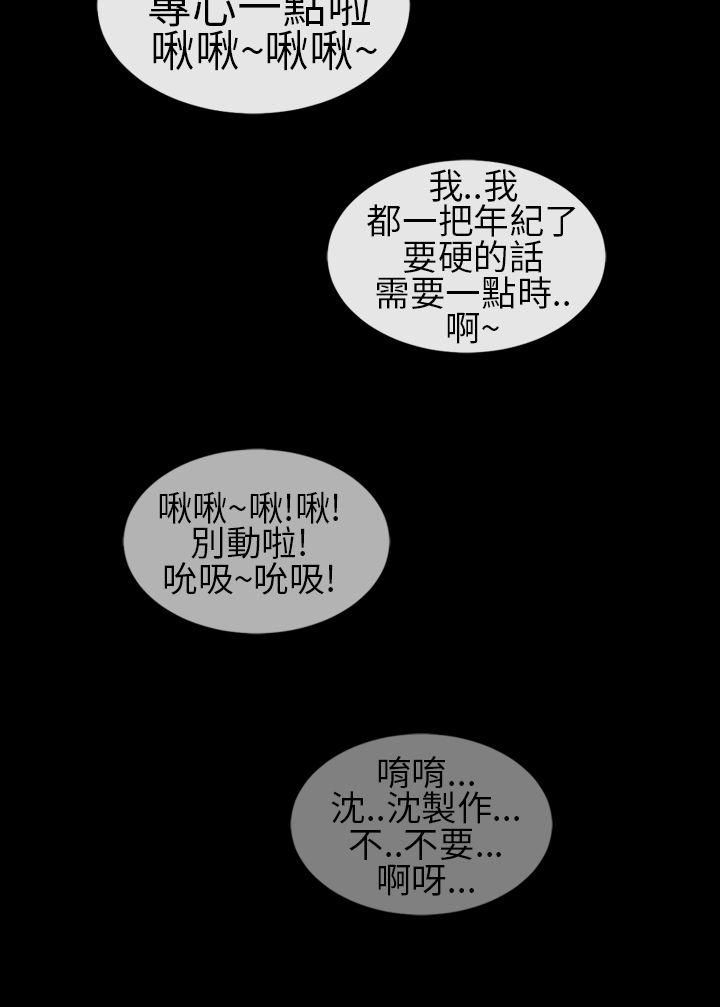 專心一點啦
啾啾~啾啾~
我..我
都一把年紀了
要硬的話
需要一點時..
啊~
啾啾~啾!啾!
別動啦!
吮吸~吮吸!
唷唷...
沈..沈製作...
不..不要...
啊呀...